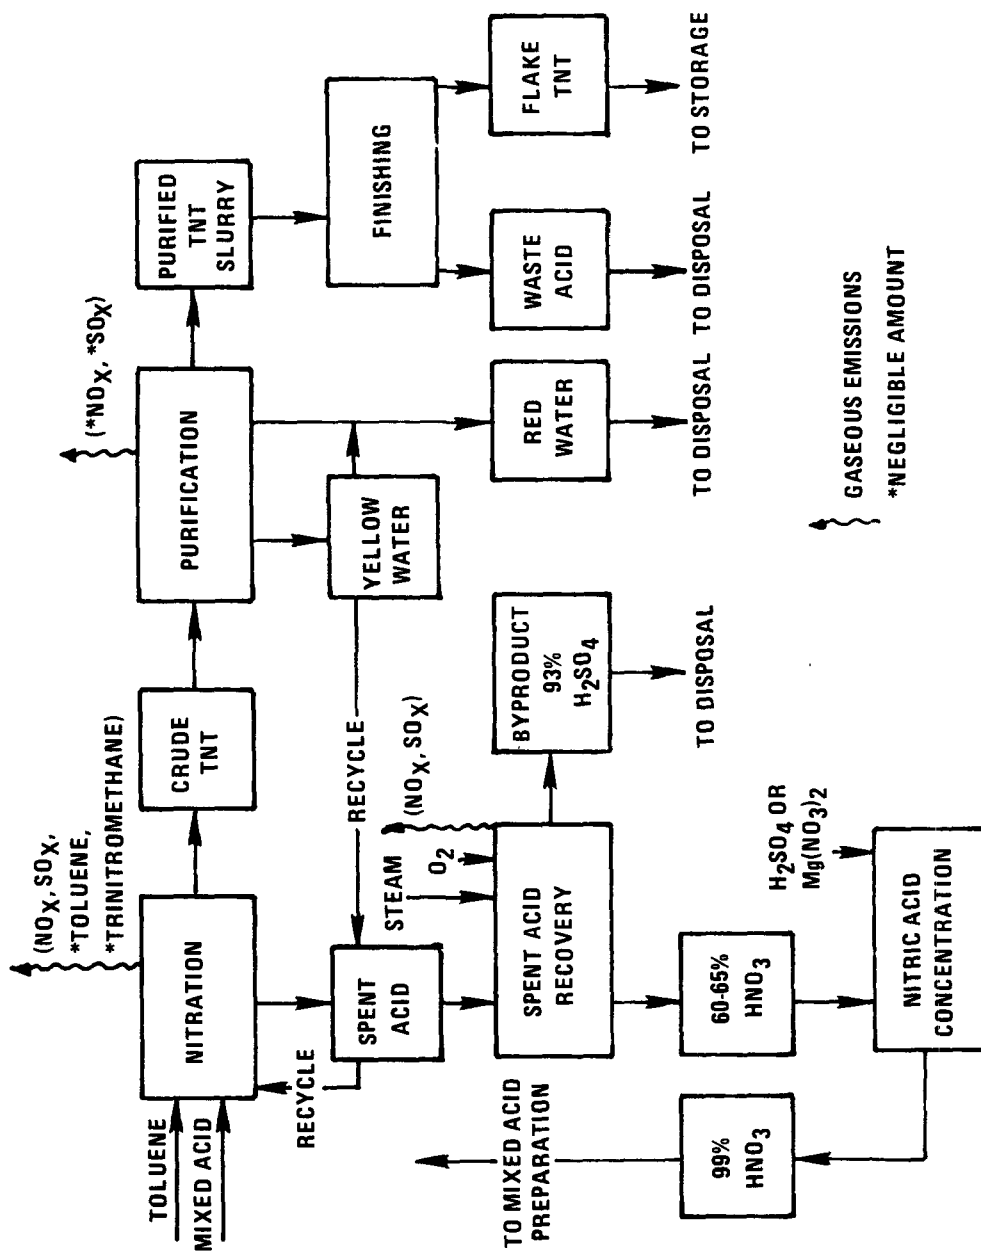 (NOX, SOX,
*TOLUENE,
*TRINITROMETHANE)
(*NOX, *SOX)
TOLUENE
MIXED ACID
NITRATION
CRUDE
TNT
PURIFICATION
PURIFIED
TNT
SLURRY
RECYCLE
SPENT
ACID
RECYCLE
YELLOW
WATER
FINISHING
STEAM
O2
(NOX, SOX)
TO MIXED ACID
PREPARATION
SPENT ACID
RECOVERY
BYPRODUCT
93%
H2SO4
RED
WATER
WASTE
ACID
FLAKE
TNT
TO DISPOSAL
TO DISPOSAL
TO DISPOSAL
TO STORAGE
99%
HNO3
60-65%
HNO3
H2SO4 OR
Mg(NO3)2
NITRIC ACID
CONCENTRATION
GASEOUS EMISSIONS
*NEGLIGIBLE AMOUNT